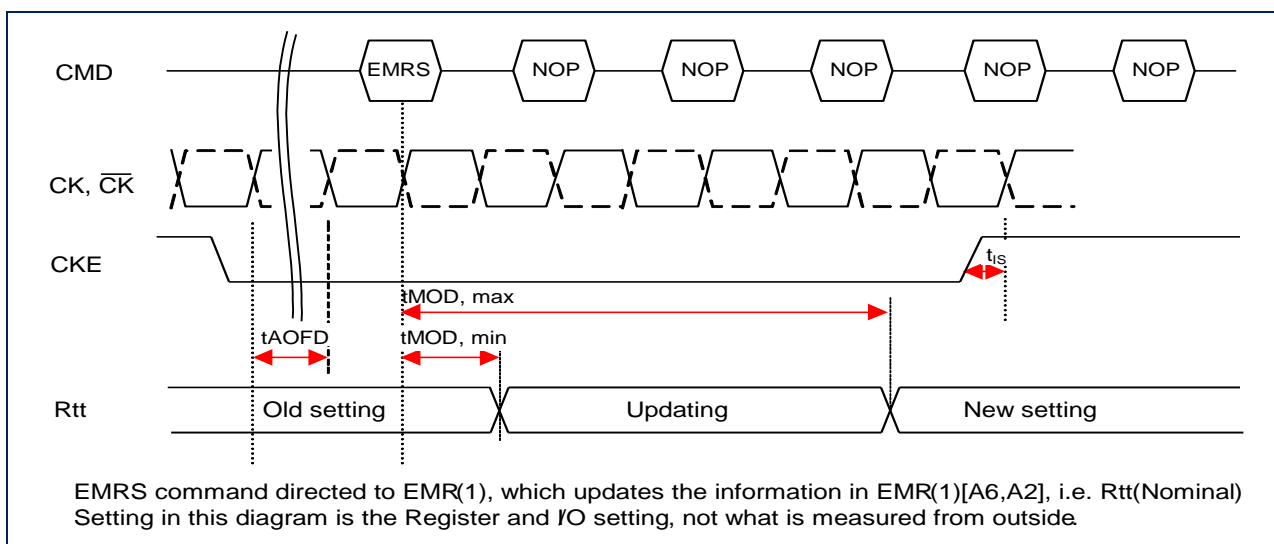 CMD EMRS NOP NOP NOP NOP NOP
CK, CK
CKE
tIS
tMOD, max
tAOFD tMOD, min
Rtt Old setting Updating New setting
EMRS command directed to EMR(1), which updates the information in EMR(1)[A6,A2], i.e. Rtt(Nominal)
Setting in this diagram is the Register and I/O setting, not what is measured from outside.